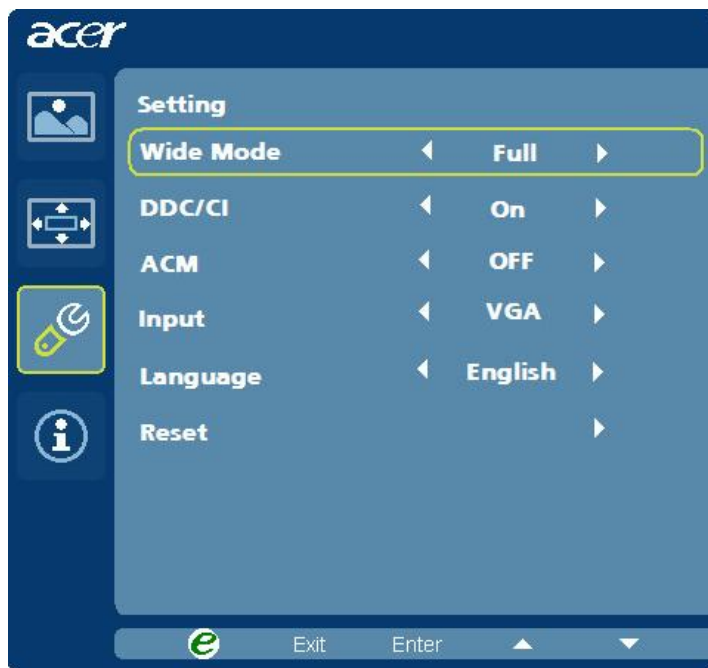 acer
Setting
Wide Mode Full
DDC/CI On
ACM OFF
Input VGA
Language English
Reset
e Exit Enter